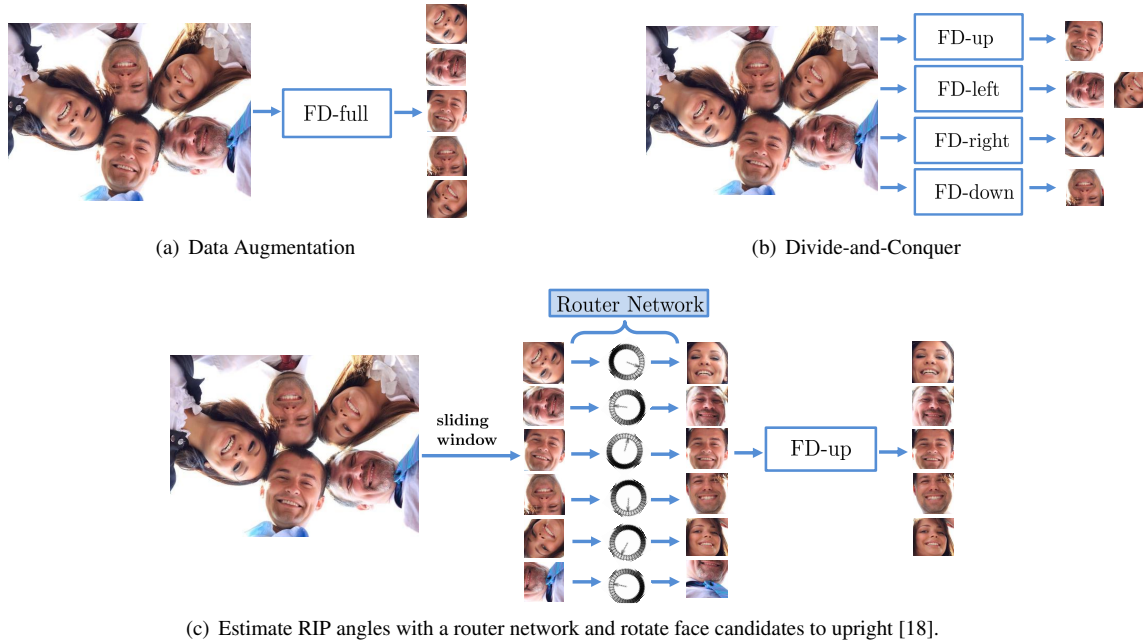 FD-full
(a) Data Augmentation
FD-up
FD-left
FD-right
FD-down
(b) Divide-and-Conquer
Router Network
sliding
window
FD-up
(c) Estimate RIP angles with a router network and rotate face candidates to upright [18].